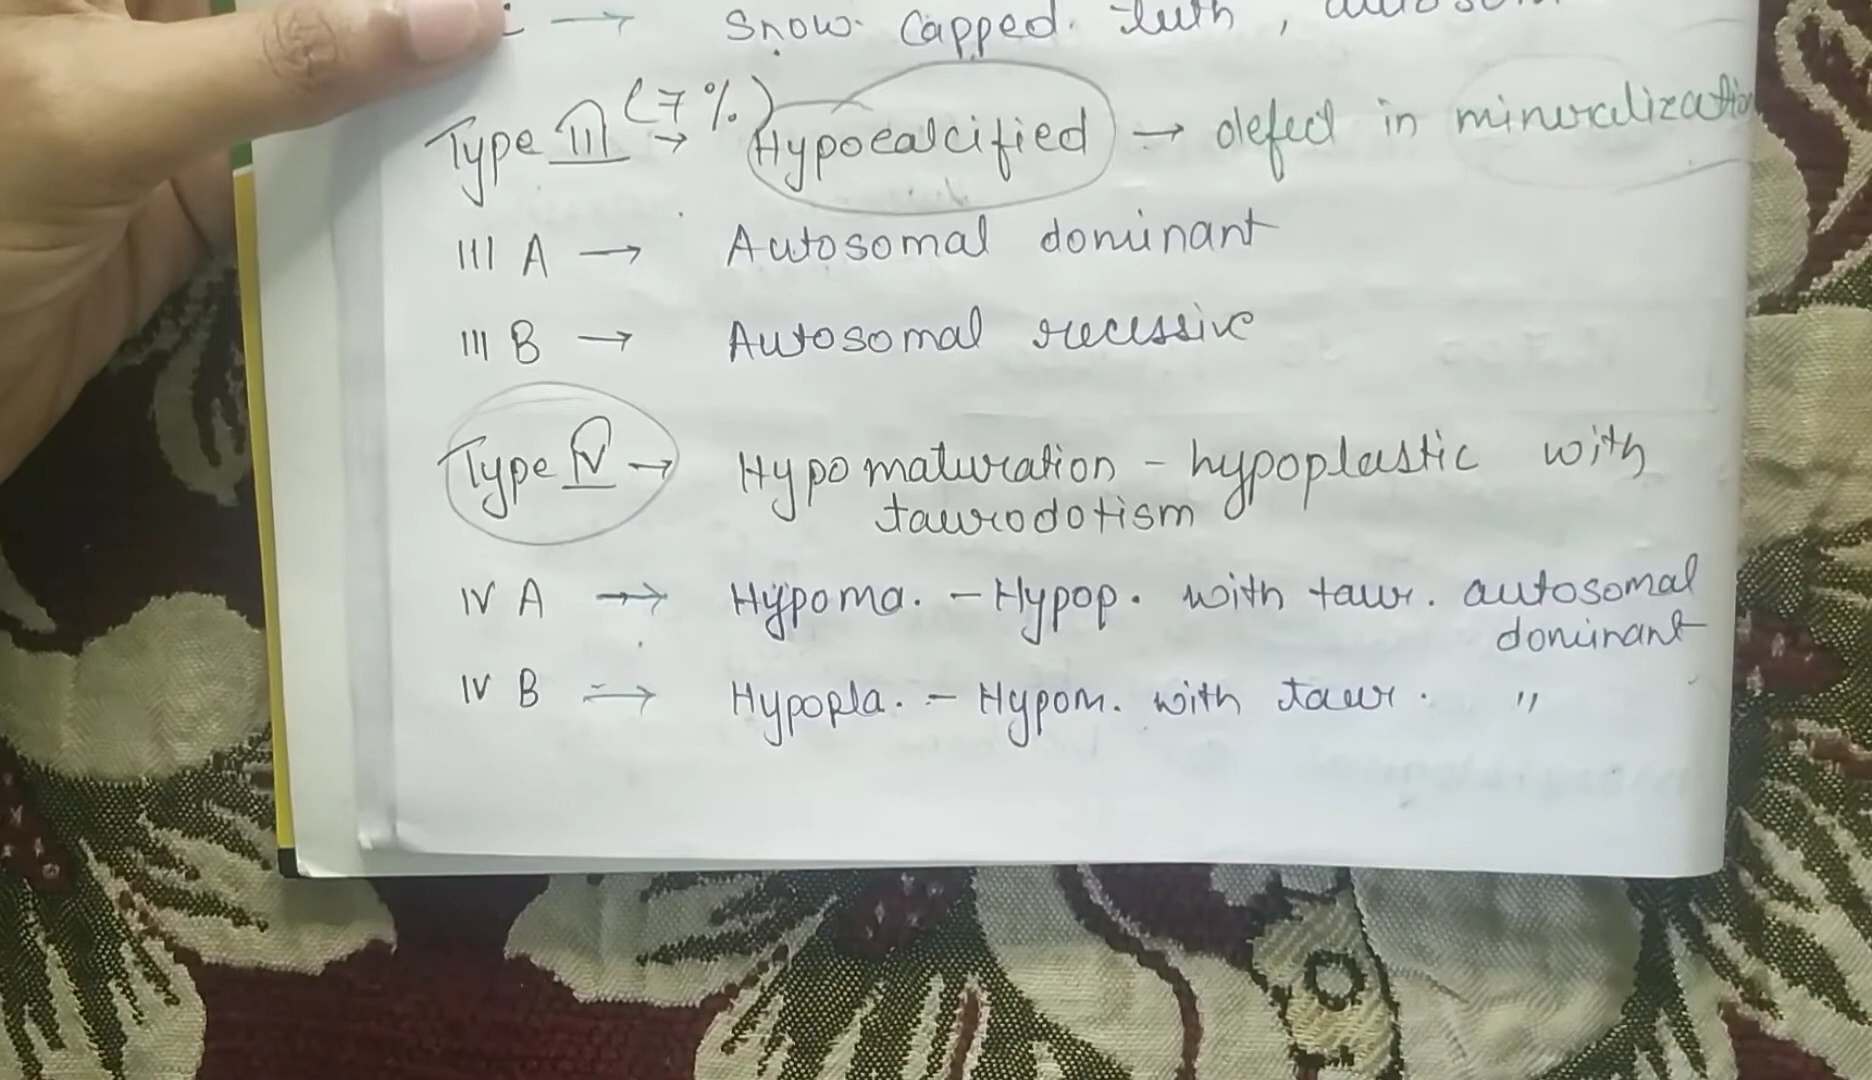 → Snow. Capped. teeth,
Type III (7%) → Hypocalcified → defect in mineralization
III A → Autosomal dominant
III B → Autosomal recessive
Type IV → Hypomaturation - hypoplastic with
taurodotism
IV A → Hypoma. - Hypop. with taur. autosomal
dominant
IV B → Hypopla. - Hypom. with taur. "